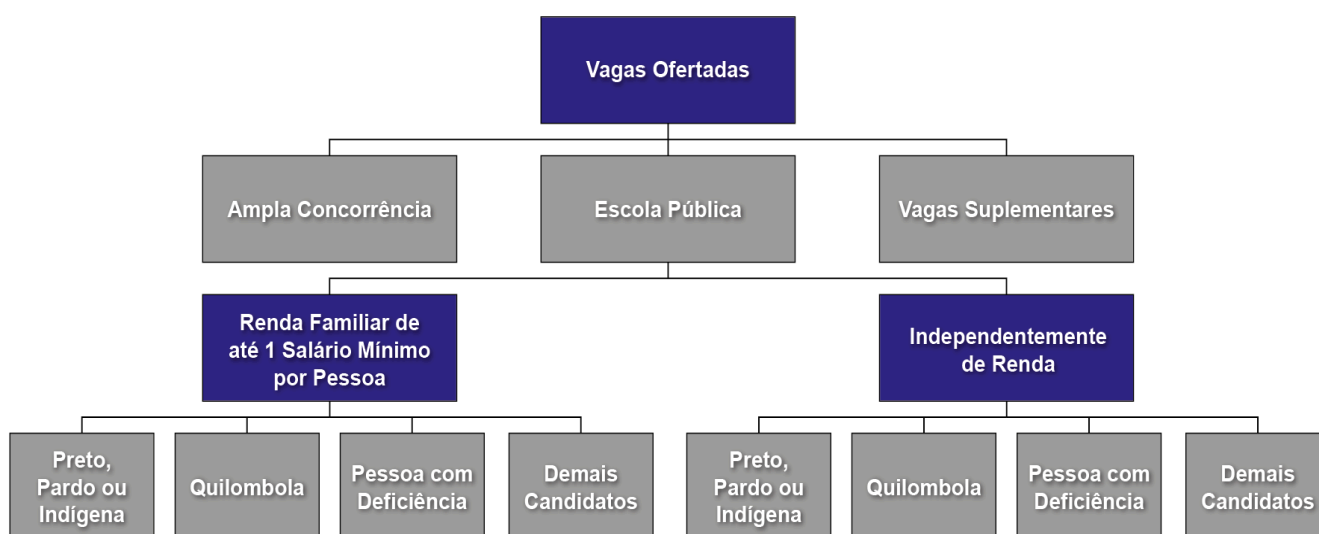 Vagas Ofertadas
Ampla Concorrência
Escola Pública
Vagas Suplementares
Renda Familiar de
até 1 Salário Mínimo
por Pessoa
Independentemente
de Renda
Preto,
Pardo ou
Indígena
Quilombola
Pessoa com
Deficiência
Demais
Candidatos
Preto,
Pardo ou
Indígena
Quilombola
Pessoa com
Deficiência
Demais
Candidatos